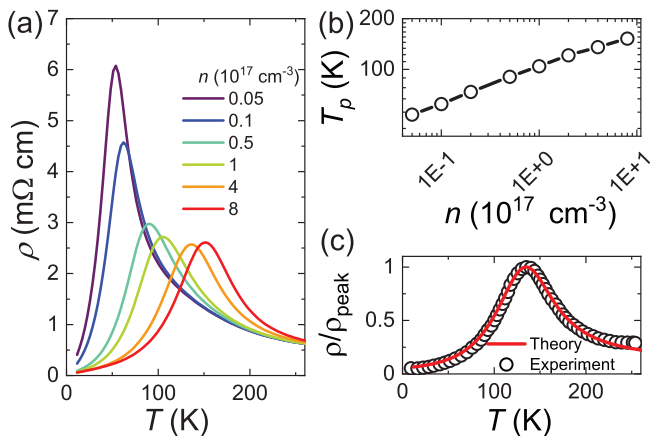 (a)
ρ (mΩ cm)
7
6
5
4
3
2
1
0
n (10^17 cm^-3)
0.05
0.1
0.5
1
4
8
0 100 200
T (K)
(b)
T_p (K)
200
100
1E-1 1E+0 1E+1
n (10^17 cm^-3)
(c)
ρ/ρ_peak
1
0.5
0
Theory
Experiment
0 100 200
T (K)